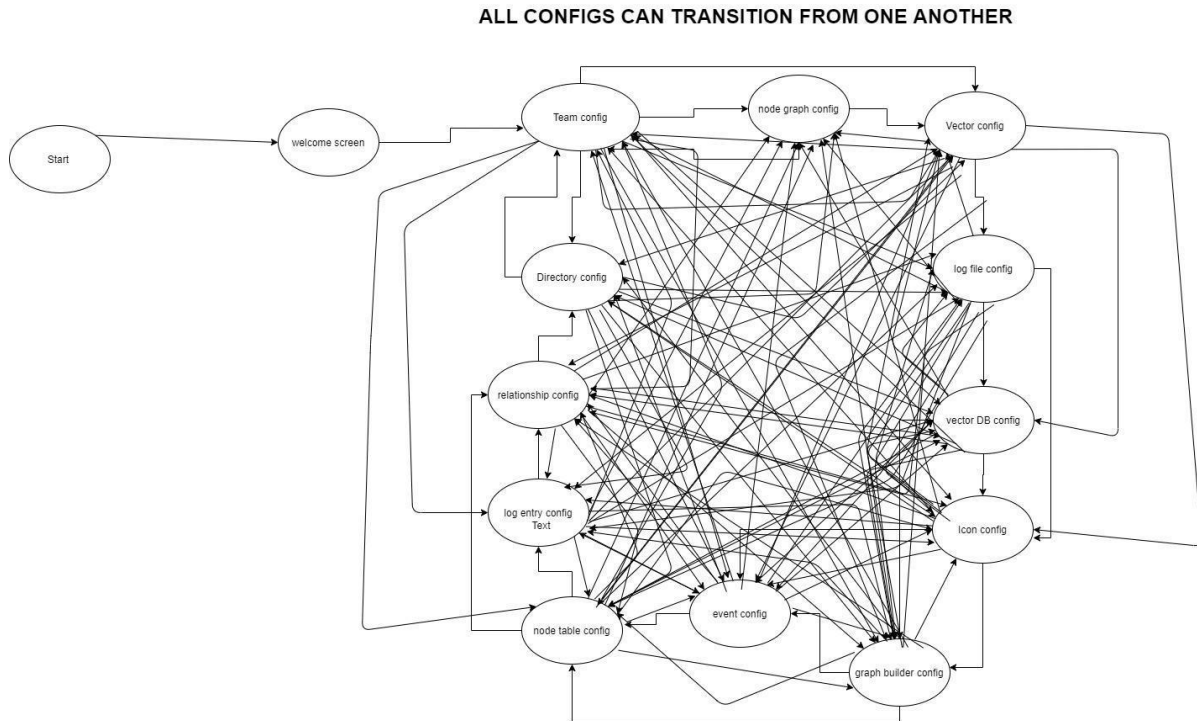 ALL CONFIGS CAN TRANSITION FROM ONE ANOTHER
Start
welcome screen
Team config
node graph config
Vector config
Directory config
log file config
relationship config
vector DB config
log entry config
Text
Icon config
node table config
event config
graph builder config